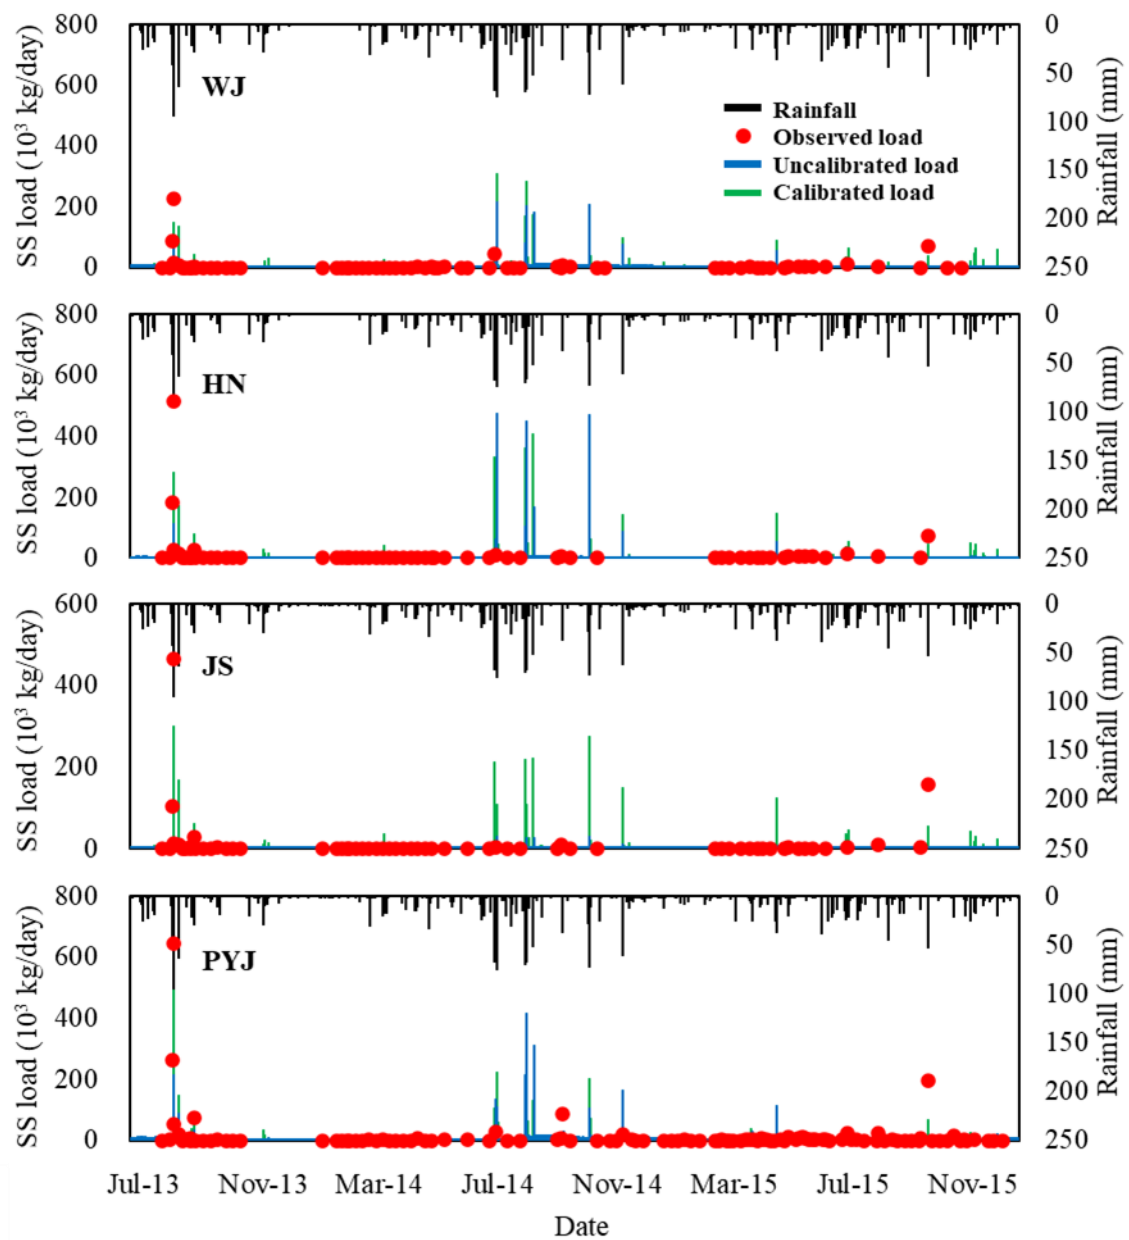 800
600
400
200
0
SS load (10³ kg/day)
WJ
Rainfall
Observed load
Uncalibrated load
Calibrated load
0
50
100
150
200
250
Rainfall (mm)
800
600
400
200
0
SS load (10³ kg/day)
HN
0
50
100
150
200
250
Rainfall (mm)
600
400
200
0
SS load (10³ kg/day)
JS
0
50
100
150
200
250
Rainfall (mm)
800
600
400
200
0
SS load (10³ kg/day)
PYJ
0
50
100
150
200
250
Rainfall (mm)
Jul-13 Nov-13 Mar-14 Jul-14 Nov-14 Mar-15 Jul-15 Nov-15
Date